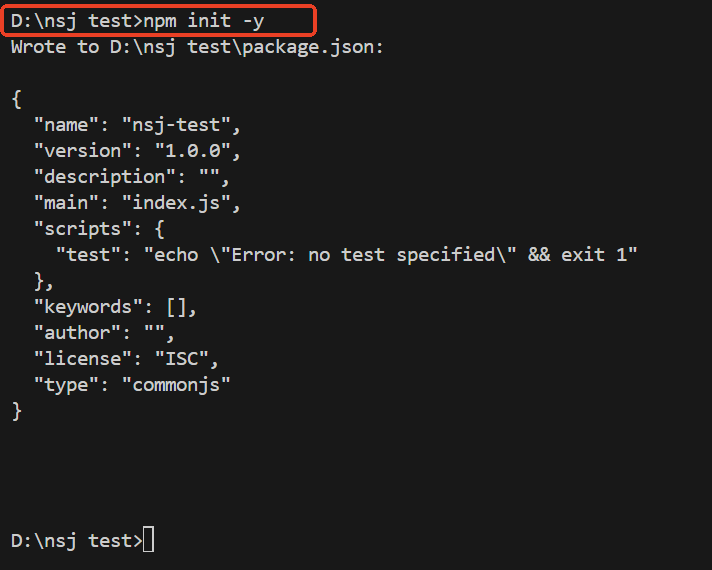 D:\nsj test>npm init -y
Wrote to D:\nsj test\package.json:
{
  "name": "nsj-test",
  "version": "1.0.0",
  "description": "",
  "main": "index.js",
  "scripts": {
    "test": "echo \"Error: no test specified\" && exit 1"
  },
  "keywords": [],
  "author": "",
  "license": "ISC",
  "type": "commonjs"
}
D:\nsj test>